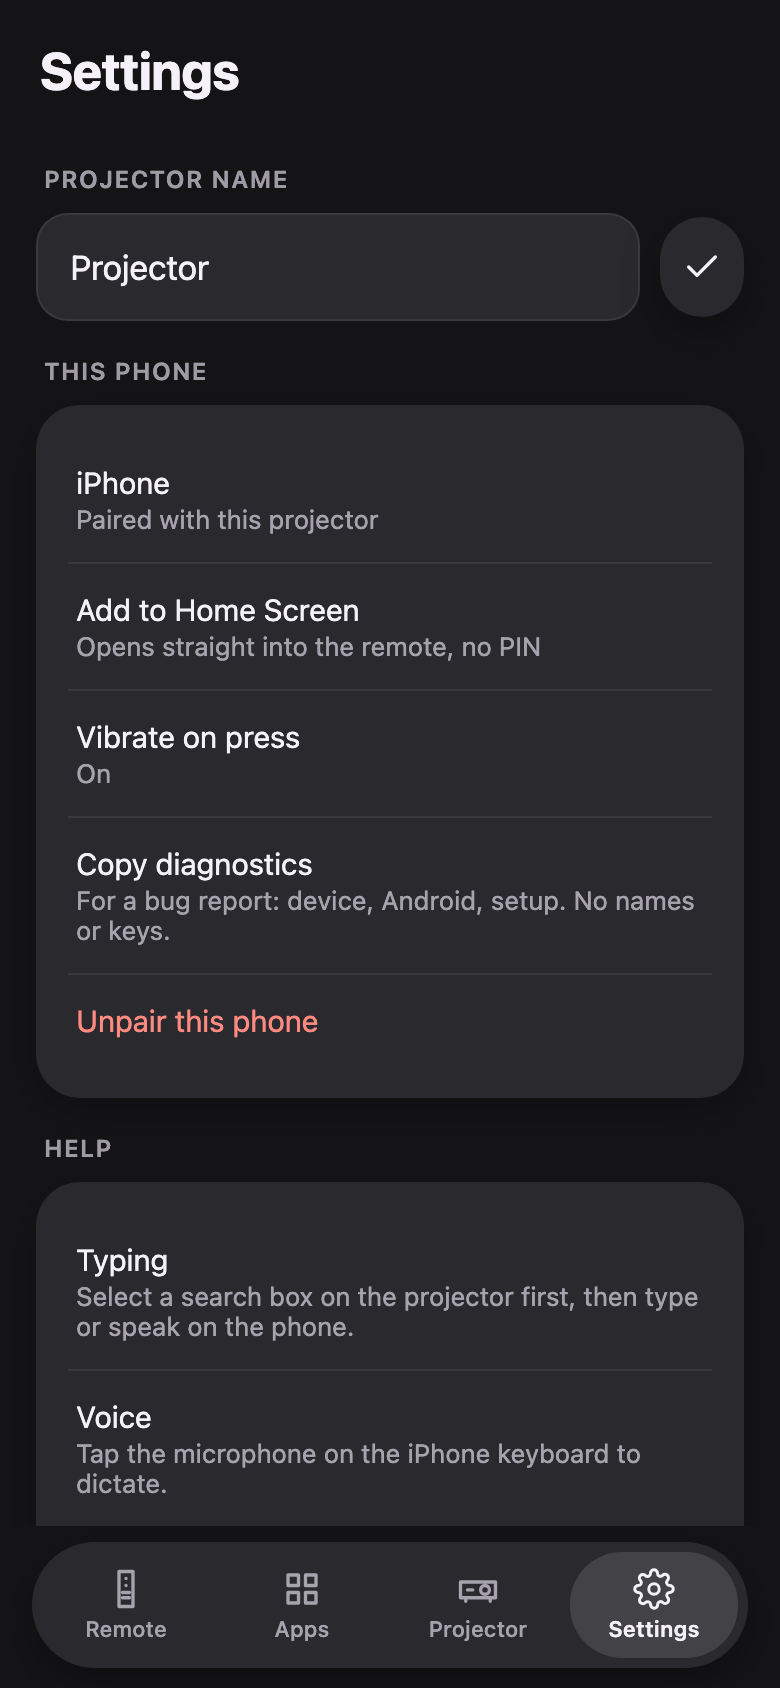 Settings
PROJECTOR NAME
Projector
THIS PHONE
iPhone
Paired with this projector
Add to Home Screen
Opens straight into the remote, no PIN
Vibrate on press
On
Copy diagnostics
For a bug report: device, Android, setup. No names
or keys.
Unpair this phone
HELP
Typing
Select a search box on the projector first, then type
or speak on the phone.
Voice
Tap the microphone on the iPhone keyboard to
dictate.
Remote
Apps
Projector
Settings